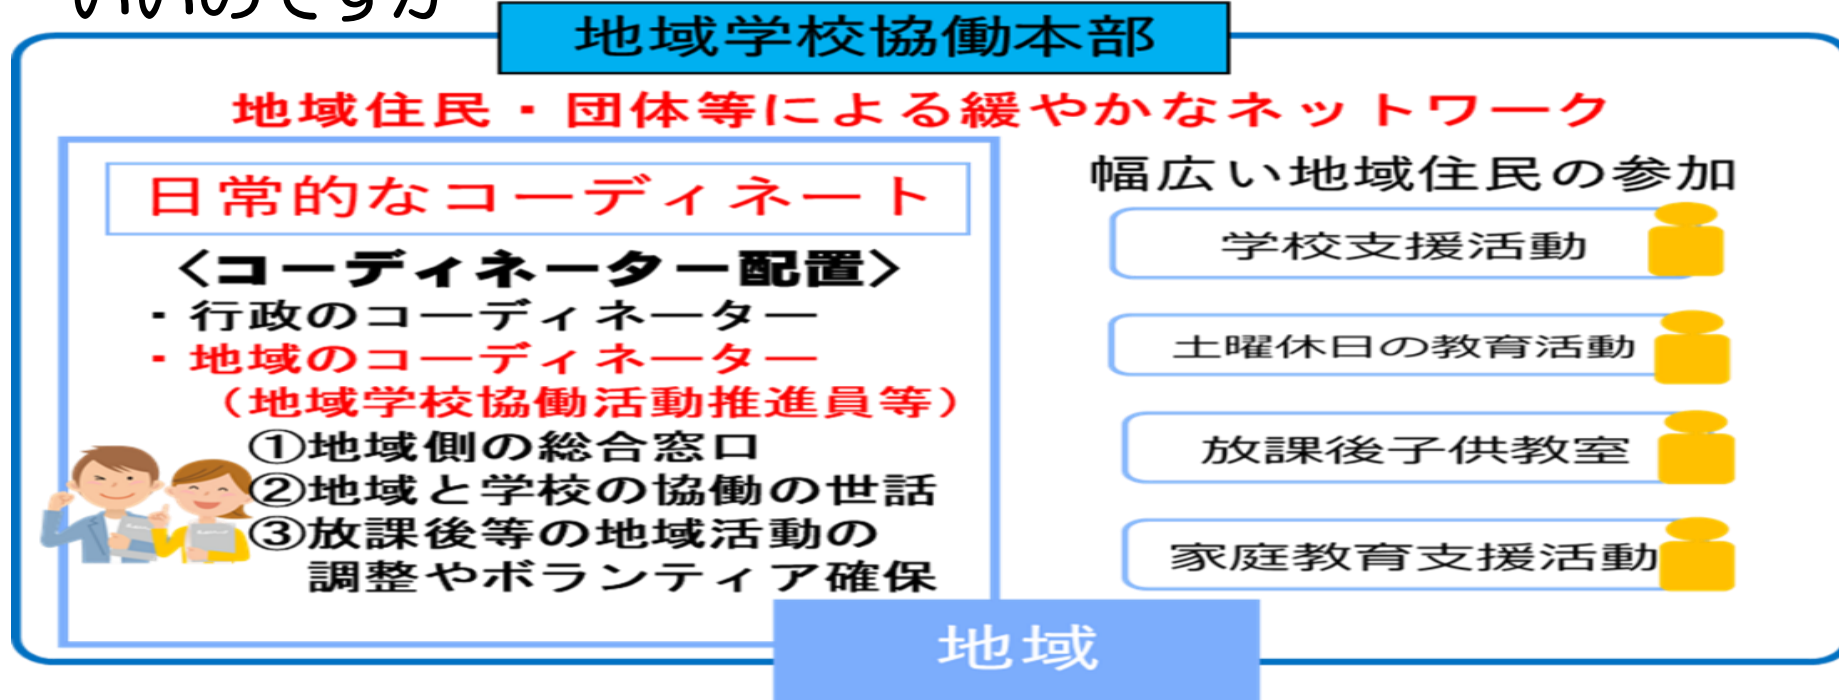 いいのですか
地域学校協働本部
地域住民・団体等による緩やかなネットワーク
日常的なコーディネート
<コーディネーター配置>
・行政のコーディネーター
・地域のコーディネーター
（地域学校協働活動推進員等）
①地域側の総合窓口
②地域と学校の協働の世話
③放課後等の地域活動の
調整やボランティア確保
幅広い地域住民の参加
学校支援活動
土曜休日の教育活動
放課後子供教室
家庭教育支援活動
地域